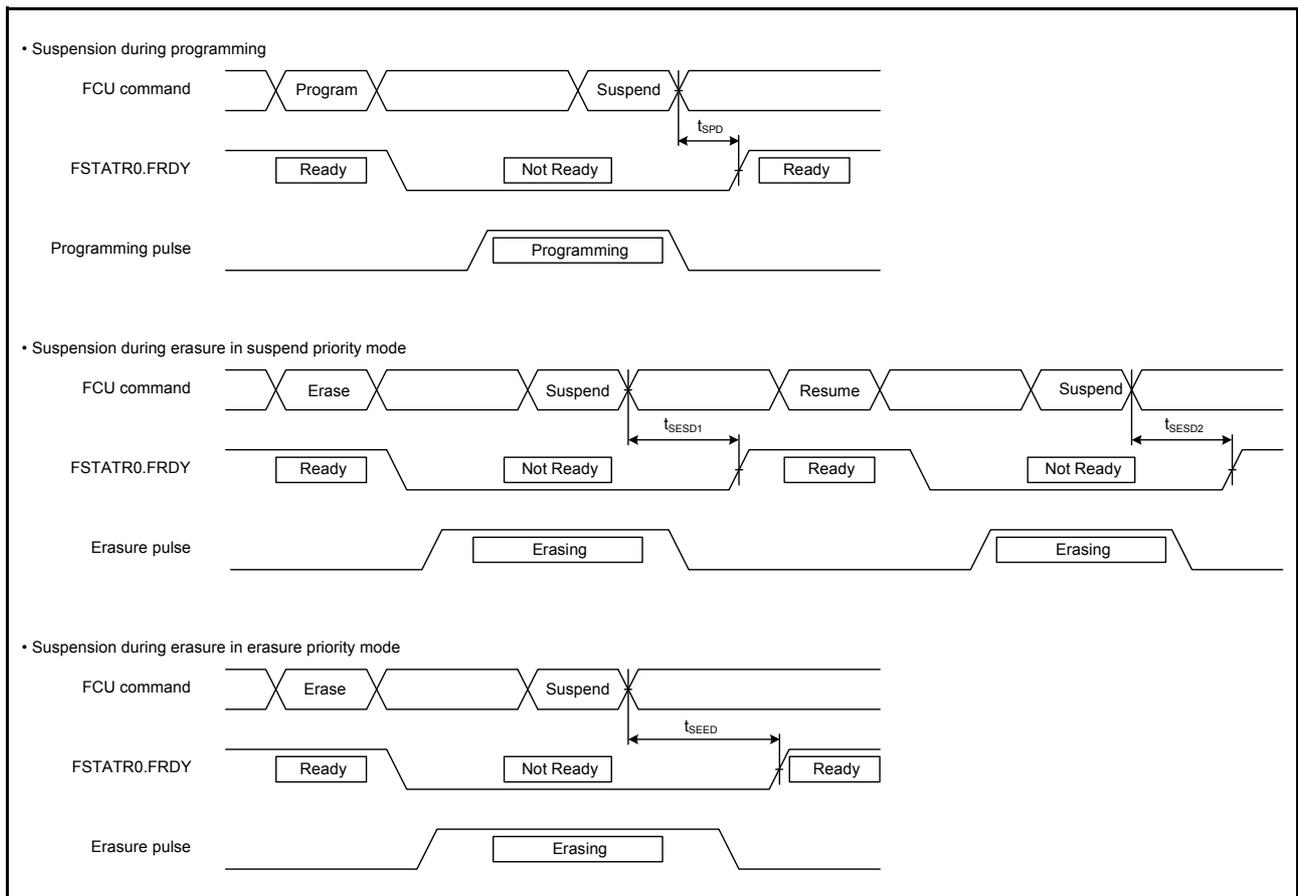 • Suspension during programming
FCU command Program Suspend
tSPD
FSTATR0.FRDY Ready Not Ready Ready
Programming pulse Programming
• Suspension during erasure in suspend priority mode
FCU command Erase Suspend Resume Suspend
tSESD1 tSESD2
FSTATR0.FRDY Ready Not Ready Ready Not Ready
Erasure pulse Erasing Erasing
• Suspension during erasure in erasure priority mode
FCU command Erase Suspend
tSEED
FSTATR0.FRDY Ready Not Ready Ready
Erasure pulse Erasing